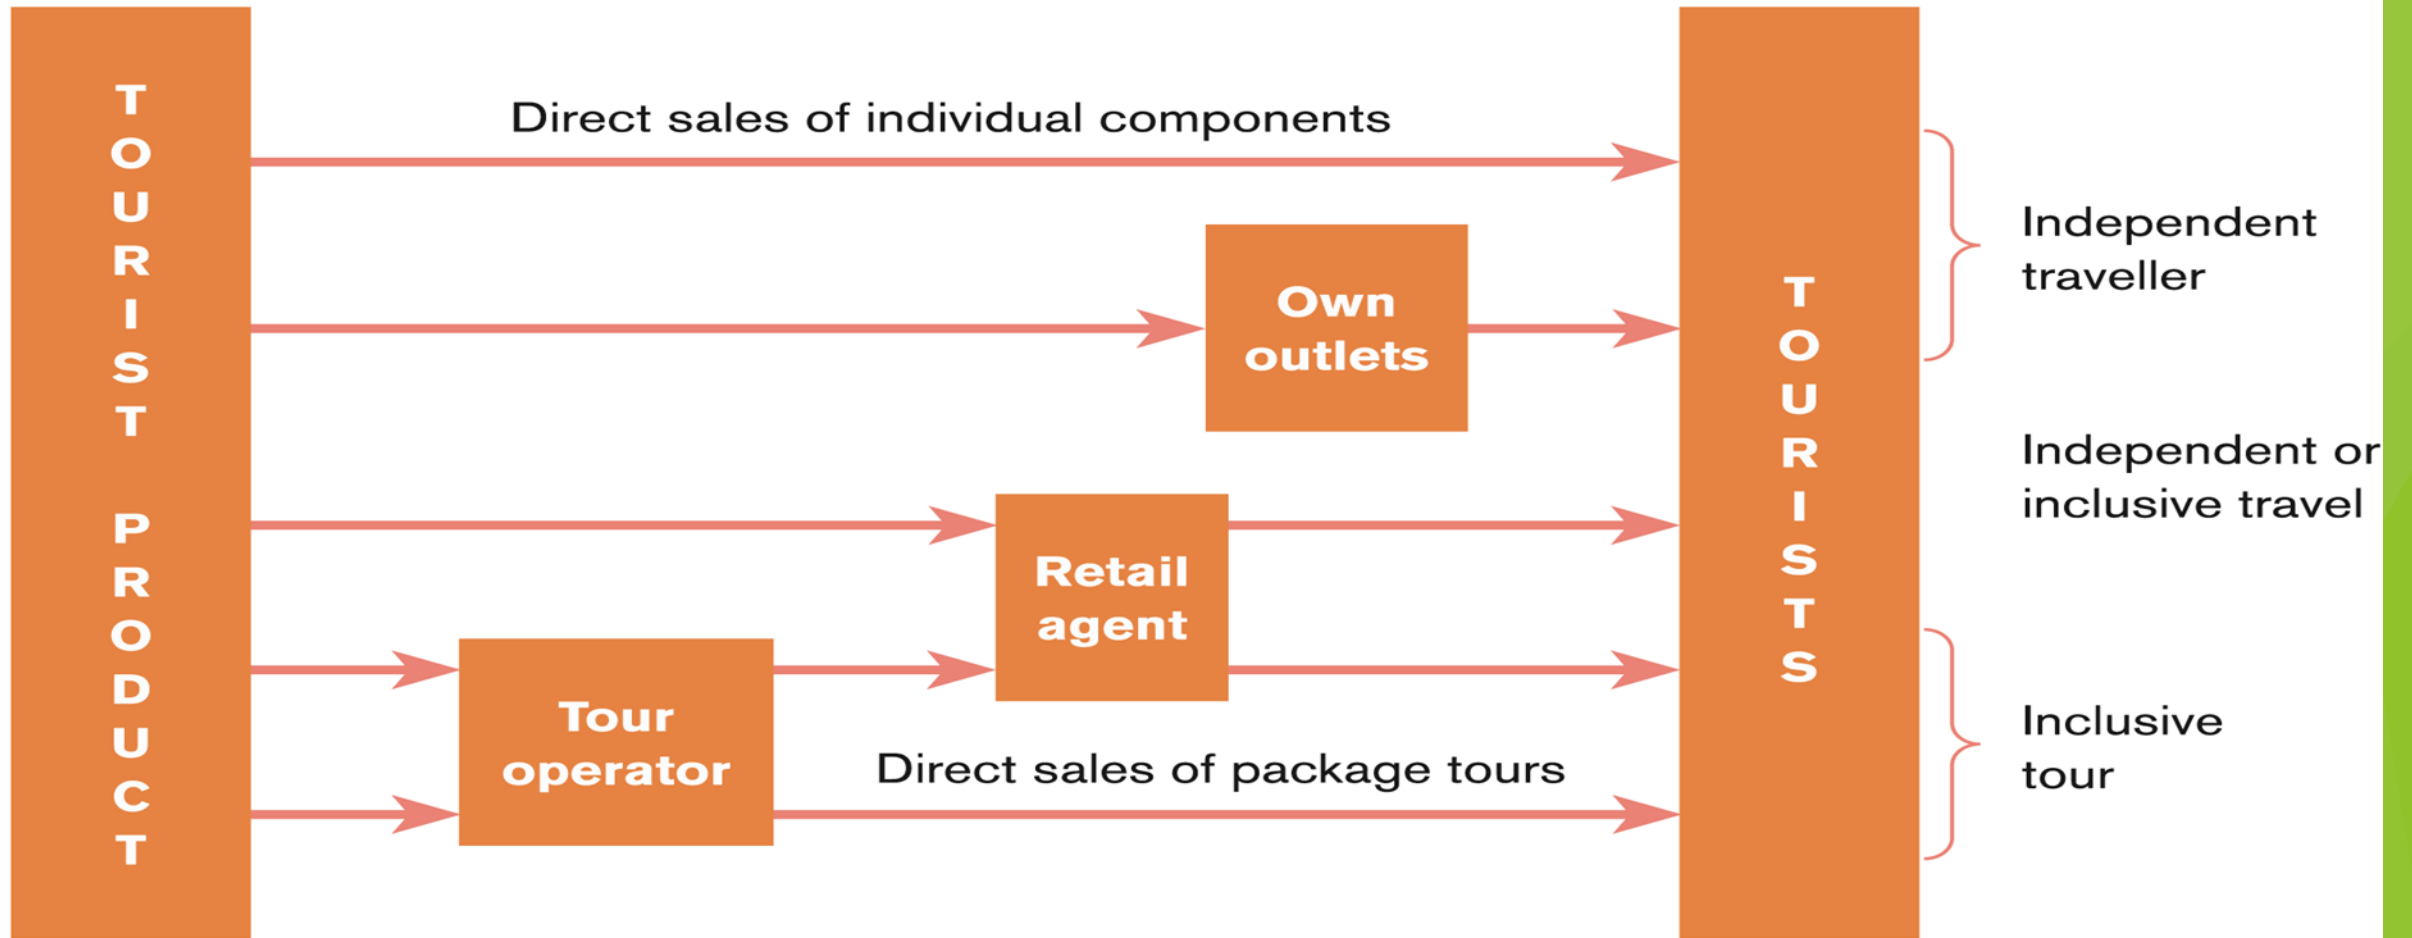 TOURIST PRODUCT
Direct sales of individual components
Own
outlets
Retail
agent
Tour
operator
Direct sales of package tours
TOURISTS
Independent
traveller
Independent or
inclusive travel
Inclusive
tour